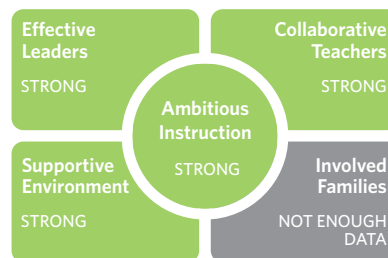 Effective
Leaders
STRONG
Collaborative
Teachers
STRONG
Ambitious
Instruction
STRONG
Supportive
Environment
STRONG
Involved
Families
NOT ENOUGH
DATA